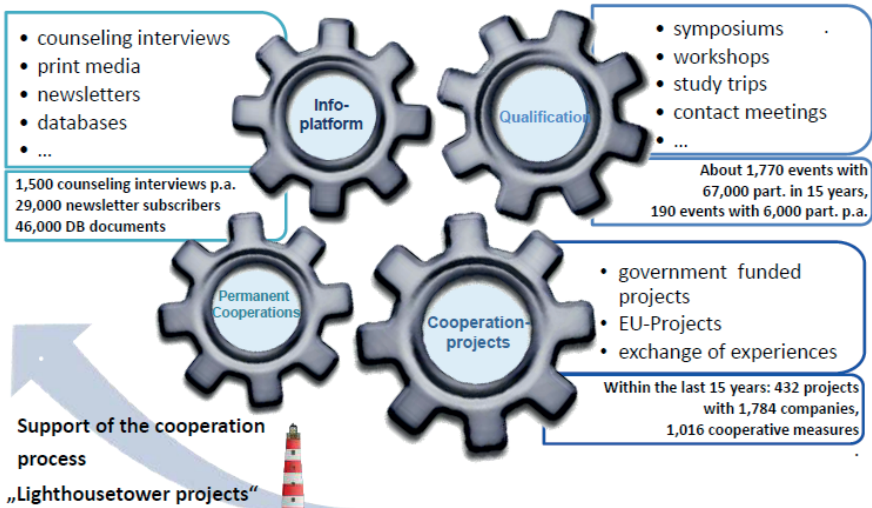 • counseling interviews
• print media
• newsletters
• databases
• ...
1,500 counseling interviews p.a.
29,000 newsletter subscribers
46,000 DB documents
Info-
platform
Qualification
• symposiums
• workshops
• study trips
• contact meetings
• ...
About 1,770 events with
67,000 part. in 15 years,
190 events with 6,000 part. p.a.
Permanent
Cooperations
Cooperation-
projects
• government funded
projects
• EU-Projects
• exchange of experiences
Within the last 15 years: 432 projects
with 1,784 companies,
1,016 cooperative measures
Support of the cooperation
process
„Lighthousetower projects“